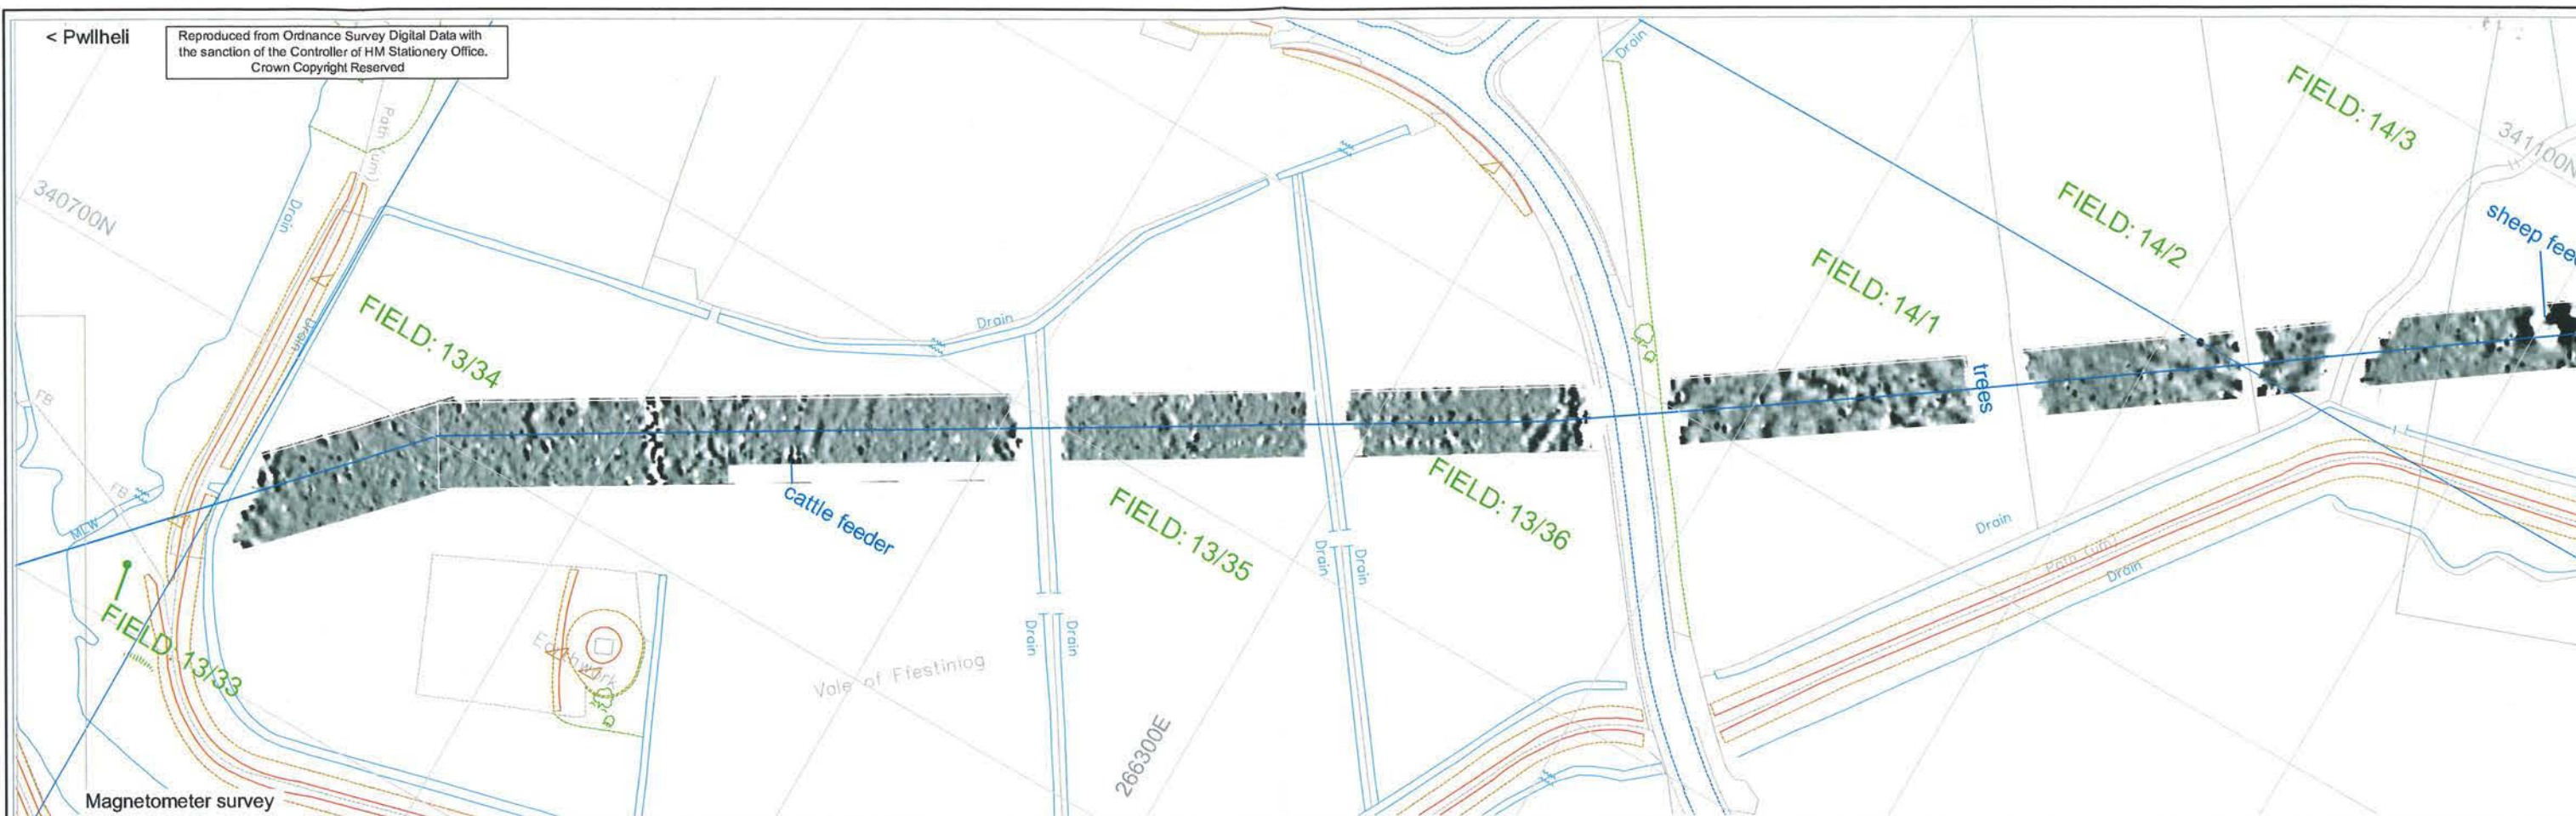 < Pwllheli
Reproduced from Ordnance Survey Digital Data with
the sanction of the Controller of HM Stationery Office.
Crown Copyright Reserved
Drain
Path (um)
FIELD: 14/3
341100N
340700N
Drain
sheep fee
FIELD: 14/2
FIELD: 14/1
Drain
FIELD: 13/34
Drain
trees
FB
FB
MLW
cattle feeder
FIELD: 13/35
FIELD: 13/36
Drain
Path (um)
Drain
Drain
Drain
FIELD: 13/33
Earthwork
Drain
Drain
Vale of Ffestiniog
266300E
Magnetometer survey